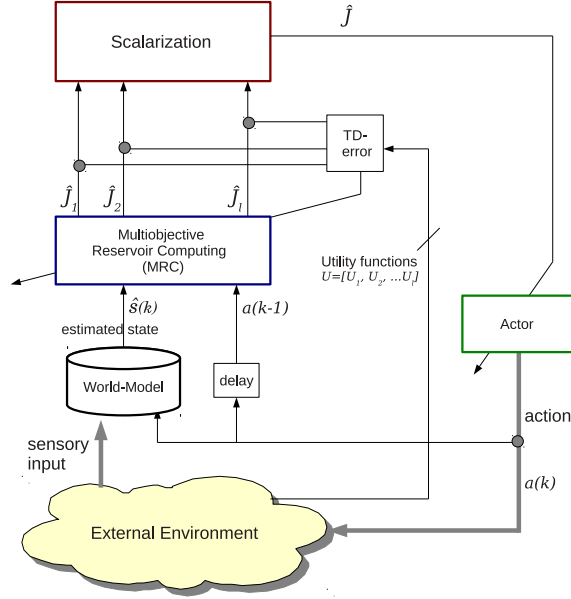 Scalarization
Ĵ
TD-
error
Ĵ₁
Ĵ₂
Ĵₗ
Multiobjective
Reservoir Computing
(MRC)
Utility functions
U=[U₁, U₂, ...Uₗ]
ŝ(k)
a(k-1)
estimated state
Actor
World-Model
delay
action
sensory
input
a(k)
External Environment